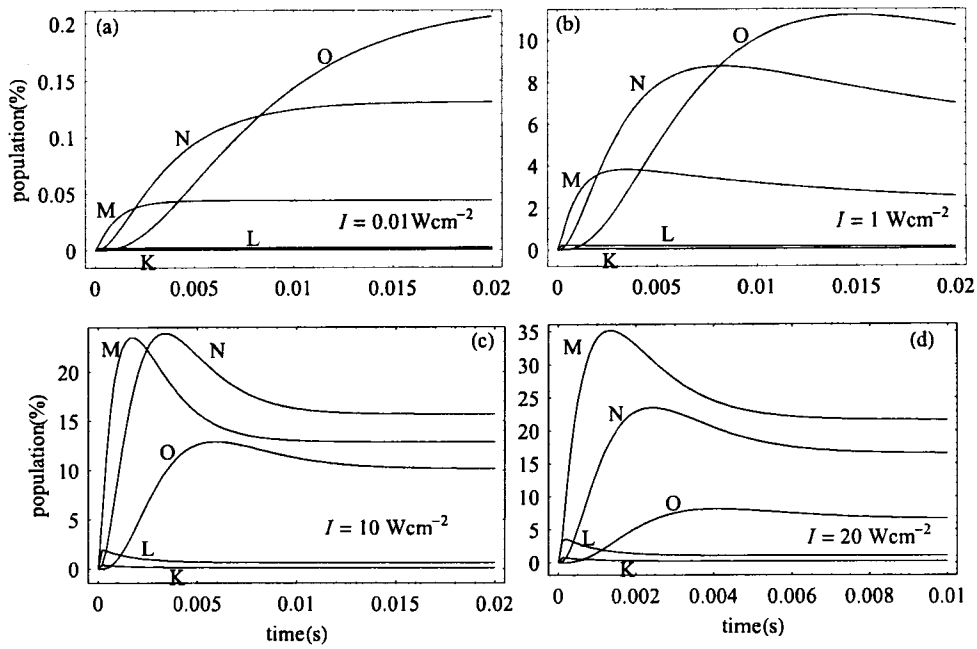 (a)
0.2
0.15
0.1
0.05
0
population(%)
O
N
M
L
K
I = 0.01Wcm⁻²
0 0.005 0.01 0.015 0.02
(b)
10
8
6
4
2
0
O
N
M
L
K
I = 1 Wcm⁻²
0 0.005 0.01 0.015 0.02
(c)
20
15
10
5
0
population(%)
M
N
O
L
K
I = 10 Wcm⁻²
0 0.005 0.01 0.015 0.02
time(s)
(d)
35
30
25
20
15
10
5
0
M
N
O
L
K
I = 20 Wcm⁻²
0 0.002 0.004 0.006 0.008 0.01
time(s)